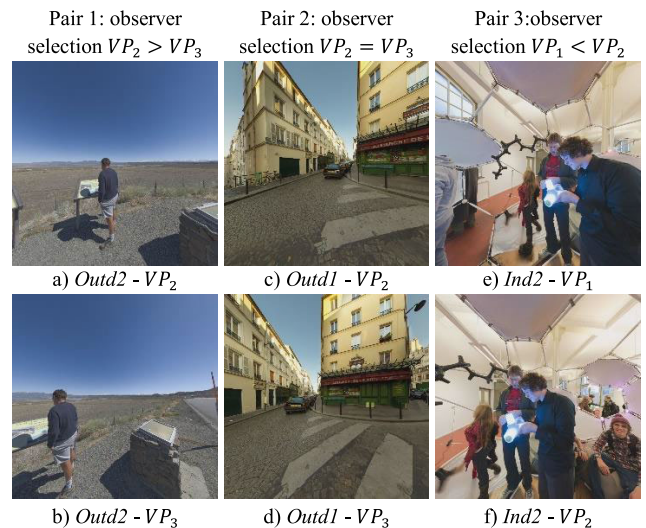 Pair 1: observer
selection VP₂ > VP₃
Pair 2: observer
selection VP₂ = VP₃
Pair 3:observer
selection VP₁ < VP₂
a) Outd2 - VP₂
c) Outd1 - VP₂
e) Ind2 - VP₁
b) Outd2 - VP₃
d) Outd1 - VP₃
f) Ind2 - VP₂